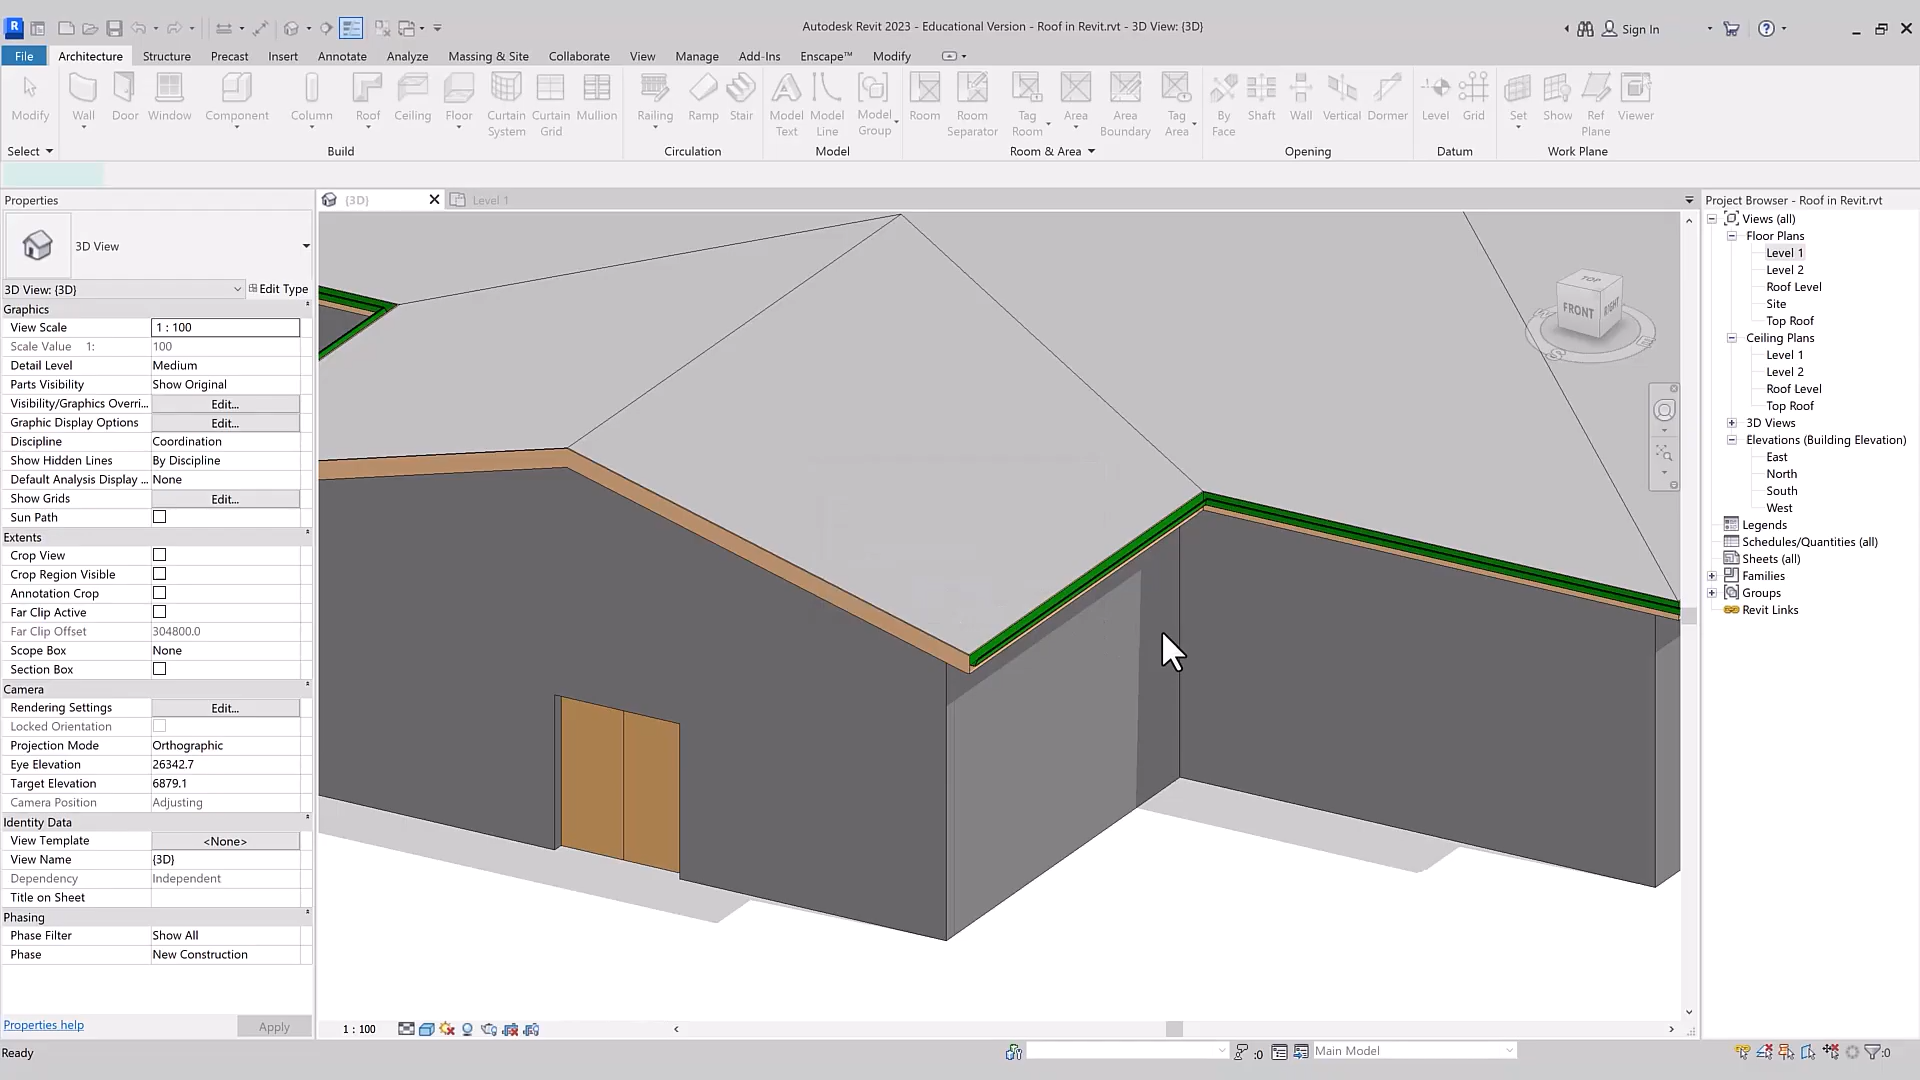 Autodesk Revit 2023 - Educational Version - Roof in Revit.rvt - 3D View: {3D}
Sign In
File Architecture Structure Precast Insert Annotate Analyze Massing & Site Collaborate View Manage Add-Ins Enscape™ Modify
Modify Wall Door Window Component Column Roof Ceiling Floor Curtain System Curtain Grid Mullion Railing Ramp Stair Model Text Model Line Model Group Room Room Separator Tag Room Area Area Boundary Tag Area By Face Shaft Wall Vertical Dormer Level Grid Set Show Ref Plane Viewer
Select Build Circulation Model Room & Area Opening Datum Work Plane
Properties
3D View
3D View: {3D} Edit Type
Graphics
View Scale 1 : 100
Scale Value 1: 100
Detail Level Medium
Parts Visibility Show Original
Visibility/Graphics Overri... Edit...
Graphic Display Options Edit...
Discipline Coordination
Show Hidden Lines By Discipline
Default Analysis Display ... None
Show Grids Edit...
Sun Path
Extents
Crop View
Crop Region Visible
Annotation Crop
Far Clip Active
Far Clip Offset 304800.0
Scope Box None
Section Box
Camera
Rendering Settings Edit...
Locked Orientation
Projection Mode Orthographic
Eye Elevation 26342.7
Target Elevation 6879.1
Camera Position Adjusting
Identity Data
View Template <None>
View Name {3D}
Dependency Independent
Title on Sheet
Phasing
Phase Filter Show All
Phase New Construction
Properties help Apply
Ready
{3D} Level 1
TOP
FRONT RIGHT
S E
1 : 100
:0 Main Model
:0
Project Browser - Roof in Revit.rvt
Views (all)
Floor Plans
Level 1
Level 2
Roof Level
Site
Top Roof
Ceiling Plans
Level 1
Level 2
Roof Level
Top Roof
3D Views
Elevations (Building Elevation)
East
North
South
West
Legends
Schedules/Quantities (all)
Sheets (all)
Families
Groups
Revit Links